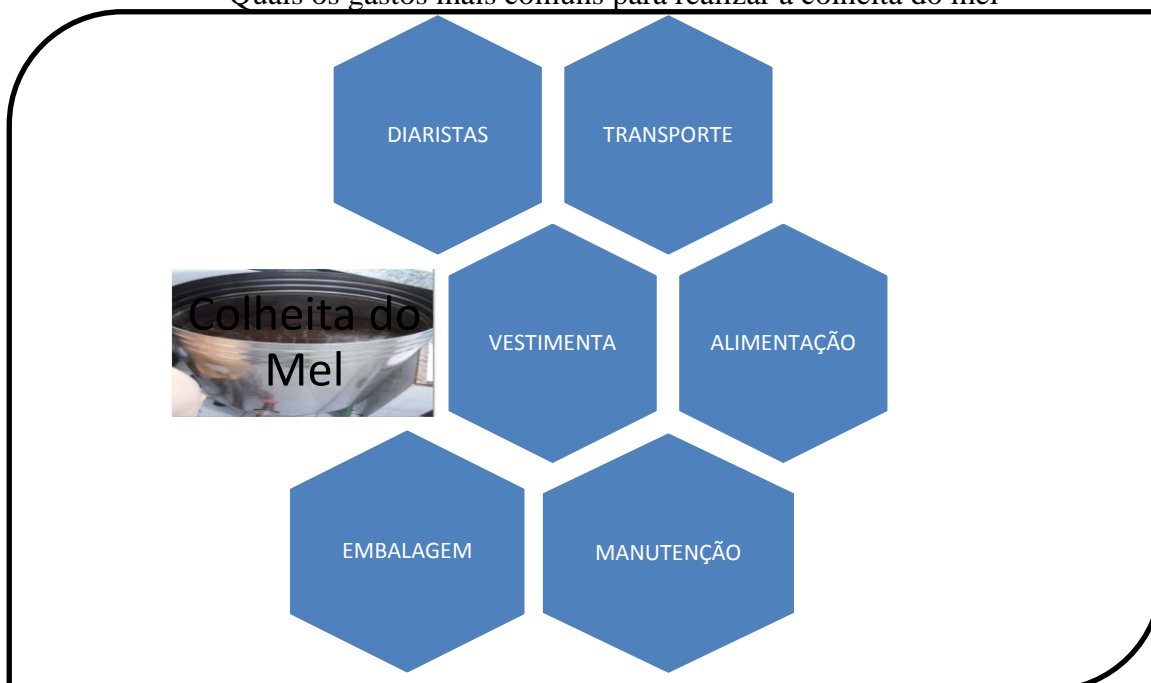 Quais os gastos mais comuns para realizar a colheita do mel
DIARISTAS
TRANSPORTE
Colheita do
Mel
VESTIMENTA
ALIMENTAÇÃO
EMBALAGEM
MANUTENÇÃO